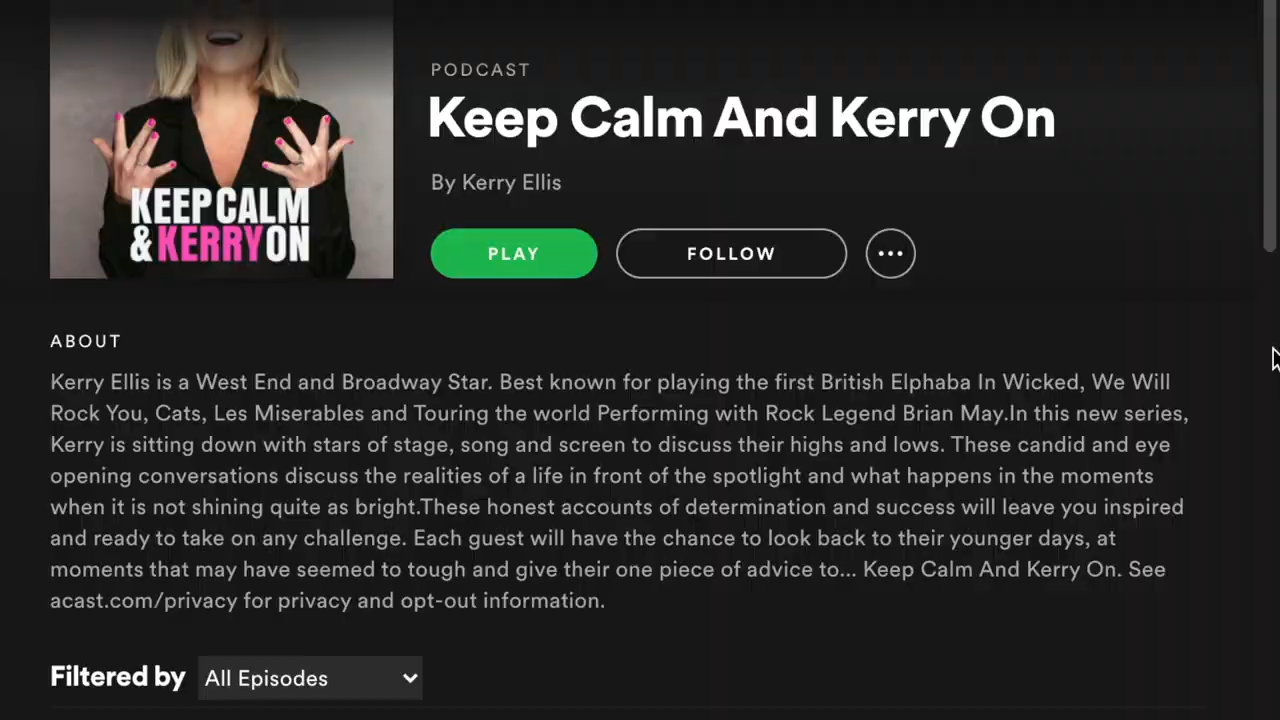 KEEP CALM
& KERRY ON
PODCAST
Keep Calm And Kerry On
By Kerry Ellis
PLAY
FOLLOW
ABOUT
Kerry Ellis is a West End and Broadway Star. Best known for playing the first British Elphaba In Wicked, We Will
Rock You, Cats, Les Miserables and Touring the world Performing with Rock Legend Brian May.In this new series,
Kerry is sitting down with stars of stage, song and screen to discuss their highs and lows. These candid and eye
opening conversations discuss the realities of a life in front of the spotlight and what happens in the moments
when it is not shining quite as bright.These honest accounts of determination and success will leave you inspired
and ready to take on any challenge. Each guest will have the chance to look back to their younger days, at
moments that may have seemed to tough and give their one piece of advice to... Keep Calm And Kerry On. See
acast.com/privacy for privacy and opt-out information.
Filtered by All Episodes